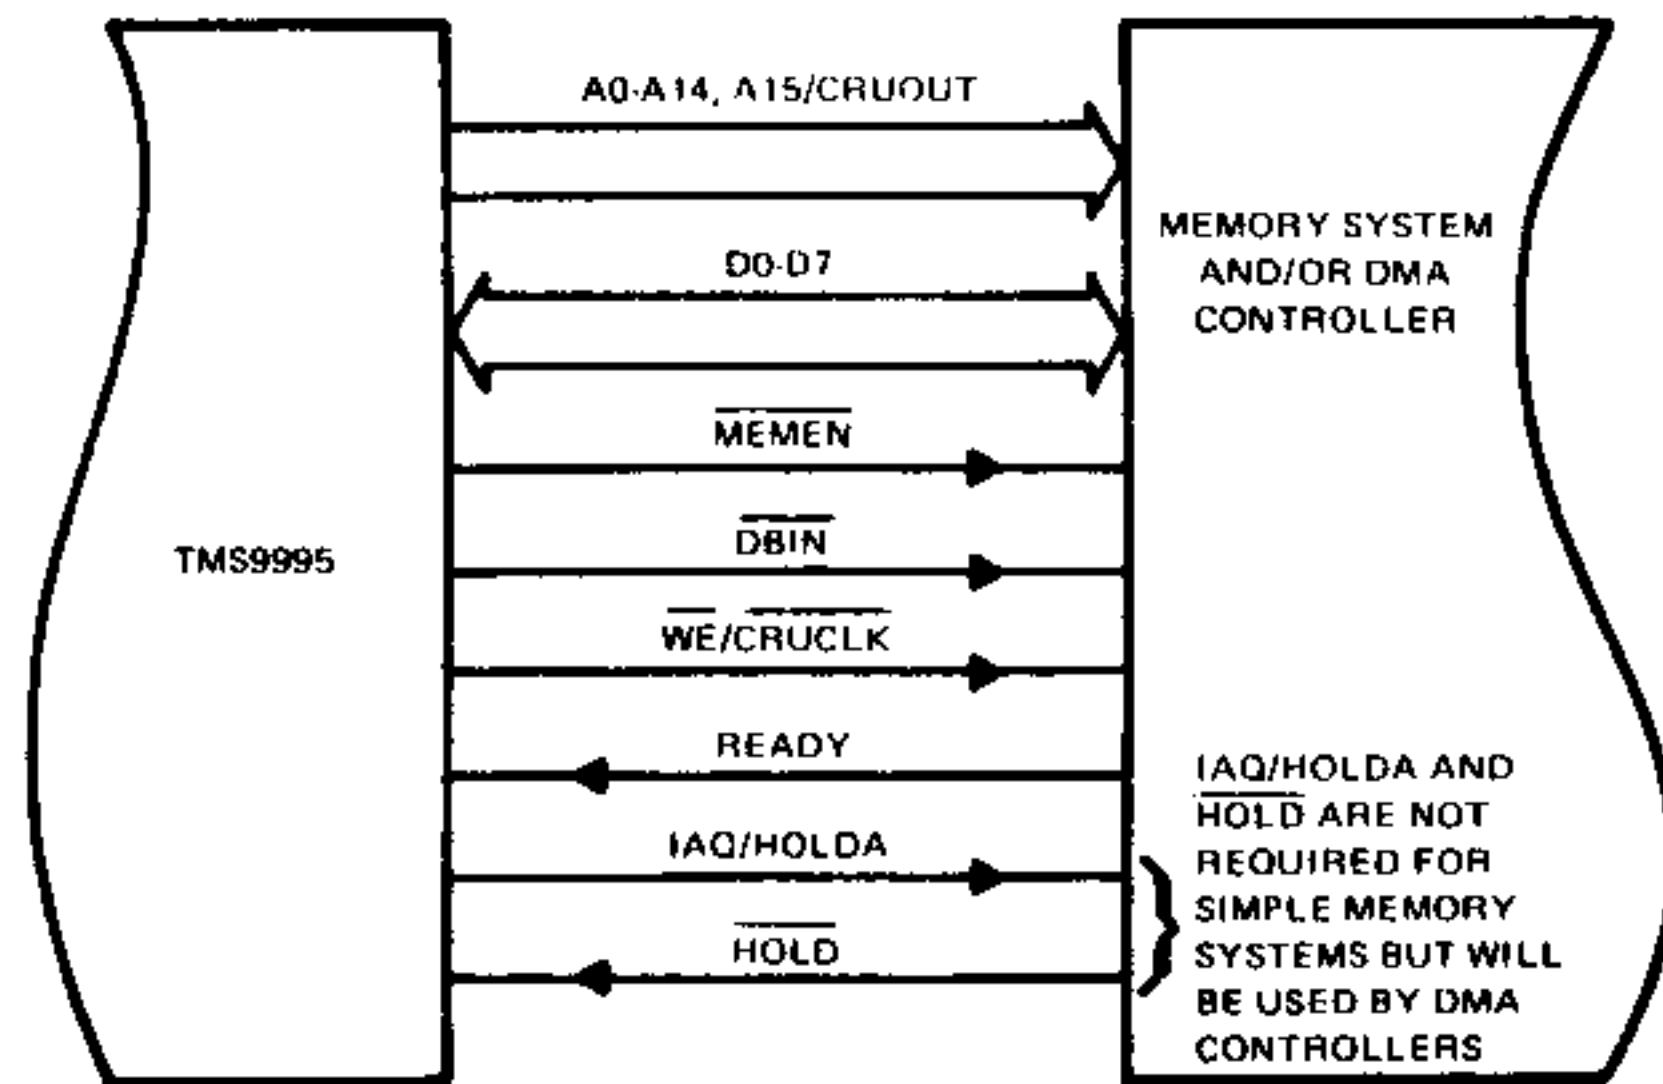 A0-A14, A15/CRUOUT
MEMORY SYSTEM
AND/OR DMA
CONTROLLER
D0-D7
MEMEN
DBIN
TMS9995
WE/CRUCLK
READY
IAQ/HOLDA
HOLD
IAQ/HOLDA AND
HOLD ARE NOT
REQUIRED FOR
SIMPLE MEMORY
SYSTEMS BUT WILL
BE USED BY DMA
CONTROLLERS